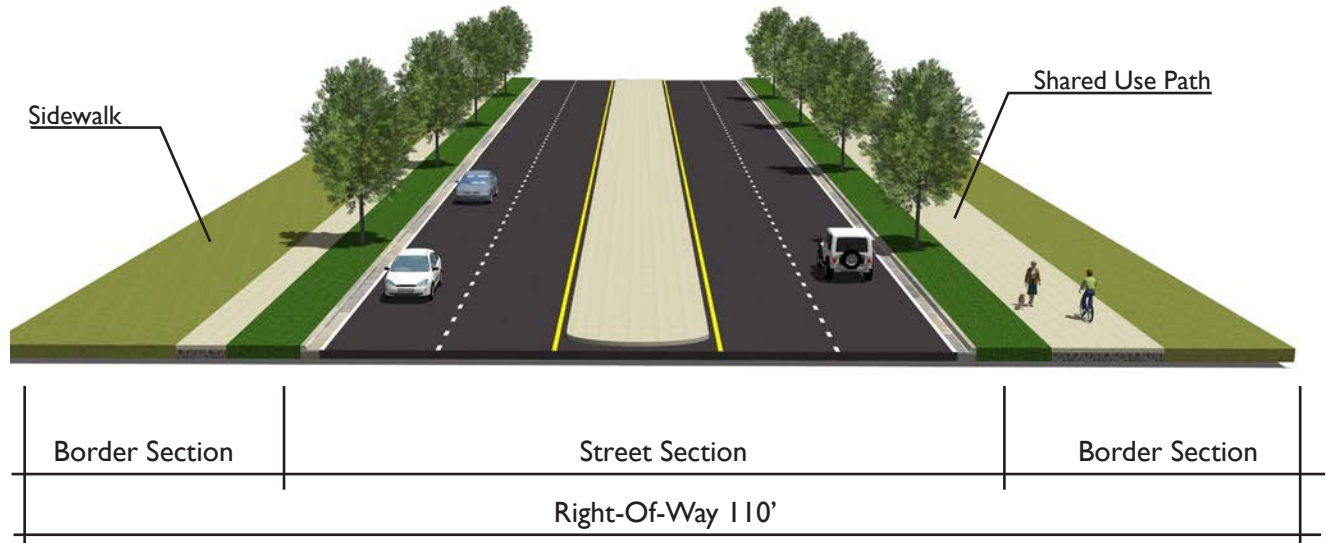 Sidewalk
Shared Use Path
Border Section
Street Section
Border Section
Right-Of-Way 110’